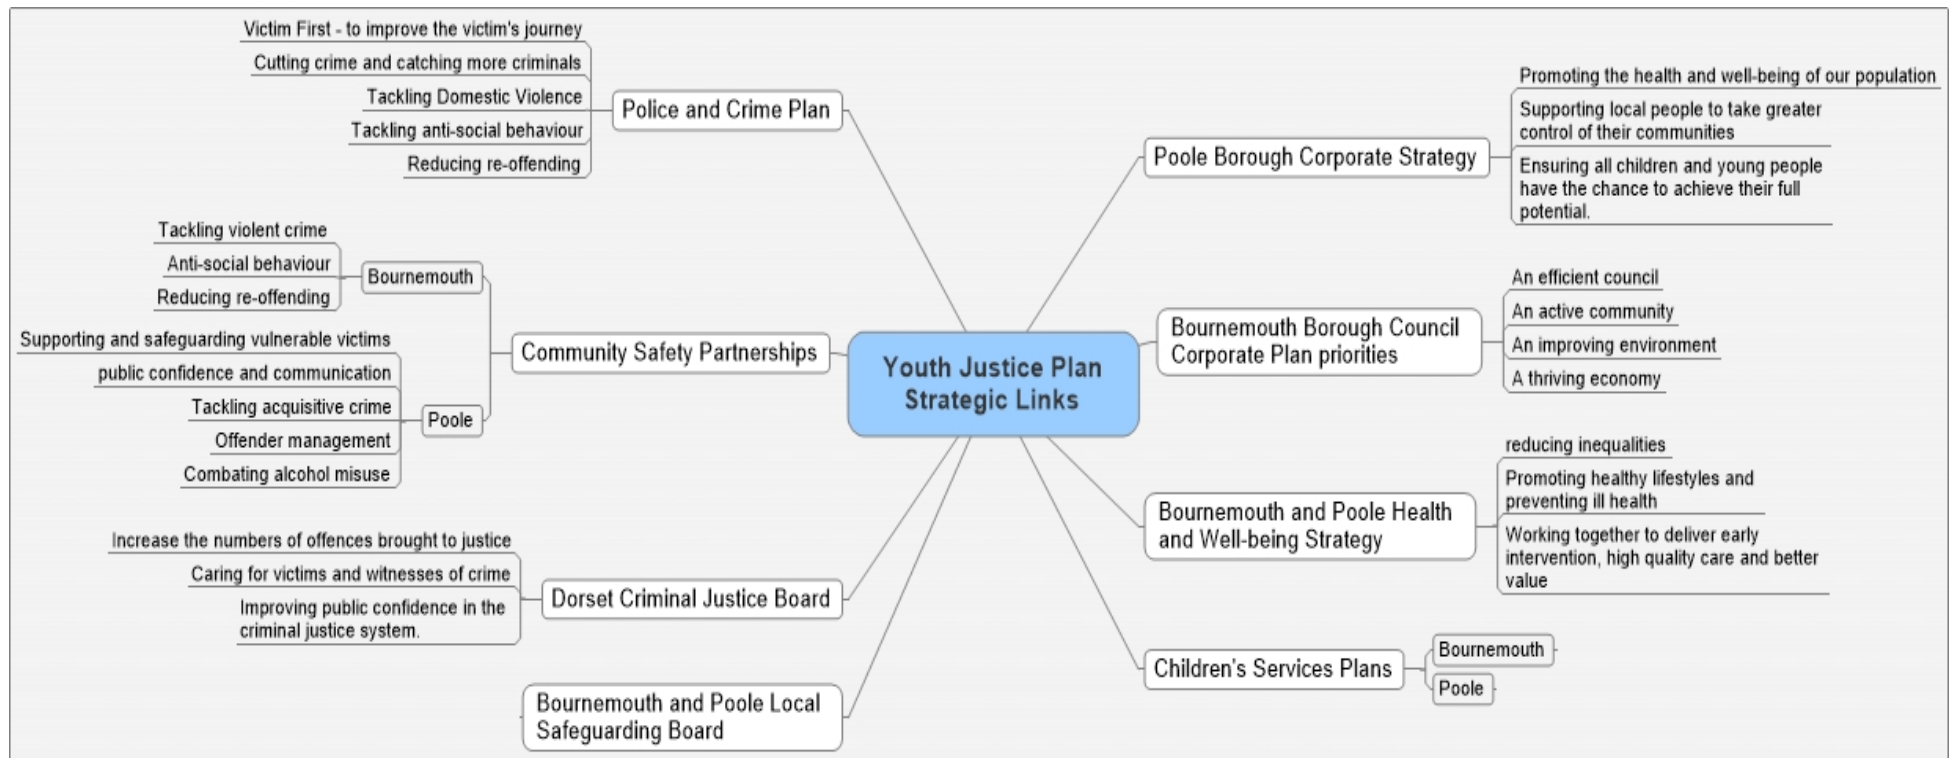 Victim First - to improve the victim's journey
Cutting crime and catching more criminals
Tackling Domestic Violence
Tackling anti-social behaviour
Reducing re-offending
Police and Crime Plan
Tackling violent crime
Anti-social behaviour
Reducing re-offending
Bournemouth
Supporting and safeguarding vulnerable victims
public confidence and communication
Tackling acquisitive crime
Offender management
Combating alcohol misuse
Poole
Community Safety Partnerships
Increase the numbers of offences brought to justice
Caring for victims and witnesses of crime
Improving public confidence in the
criminal justice system.
Dorset Criminal Justice Board
Bournemouth and Poole Local
Safeguarding Board
Youth Justice Plan
Strategic Links
Poole Borough Corporate Strategy
Promoting the health and well-being of our population
Supporting local people to take greater
control of their communities
Ensuring all children and young people
have the chance to achieve their full
potential.
Bournemouth Borough Council
Corporate Plan priorities
An efficient council
An active community
An improving environment
A thriving economy
Bournemouth and Poole Health
and Well-being Strategy
reducing inequalities
Promoting healthy lifestyles and
preventing ill health
Working together to deliver early
intervention, high quality care and better
value
Children's Services Plans
Bournemouth
Poole